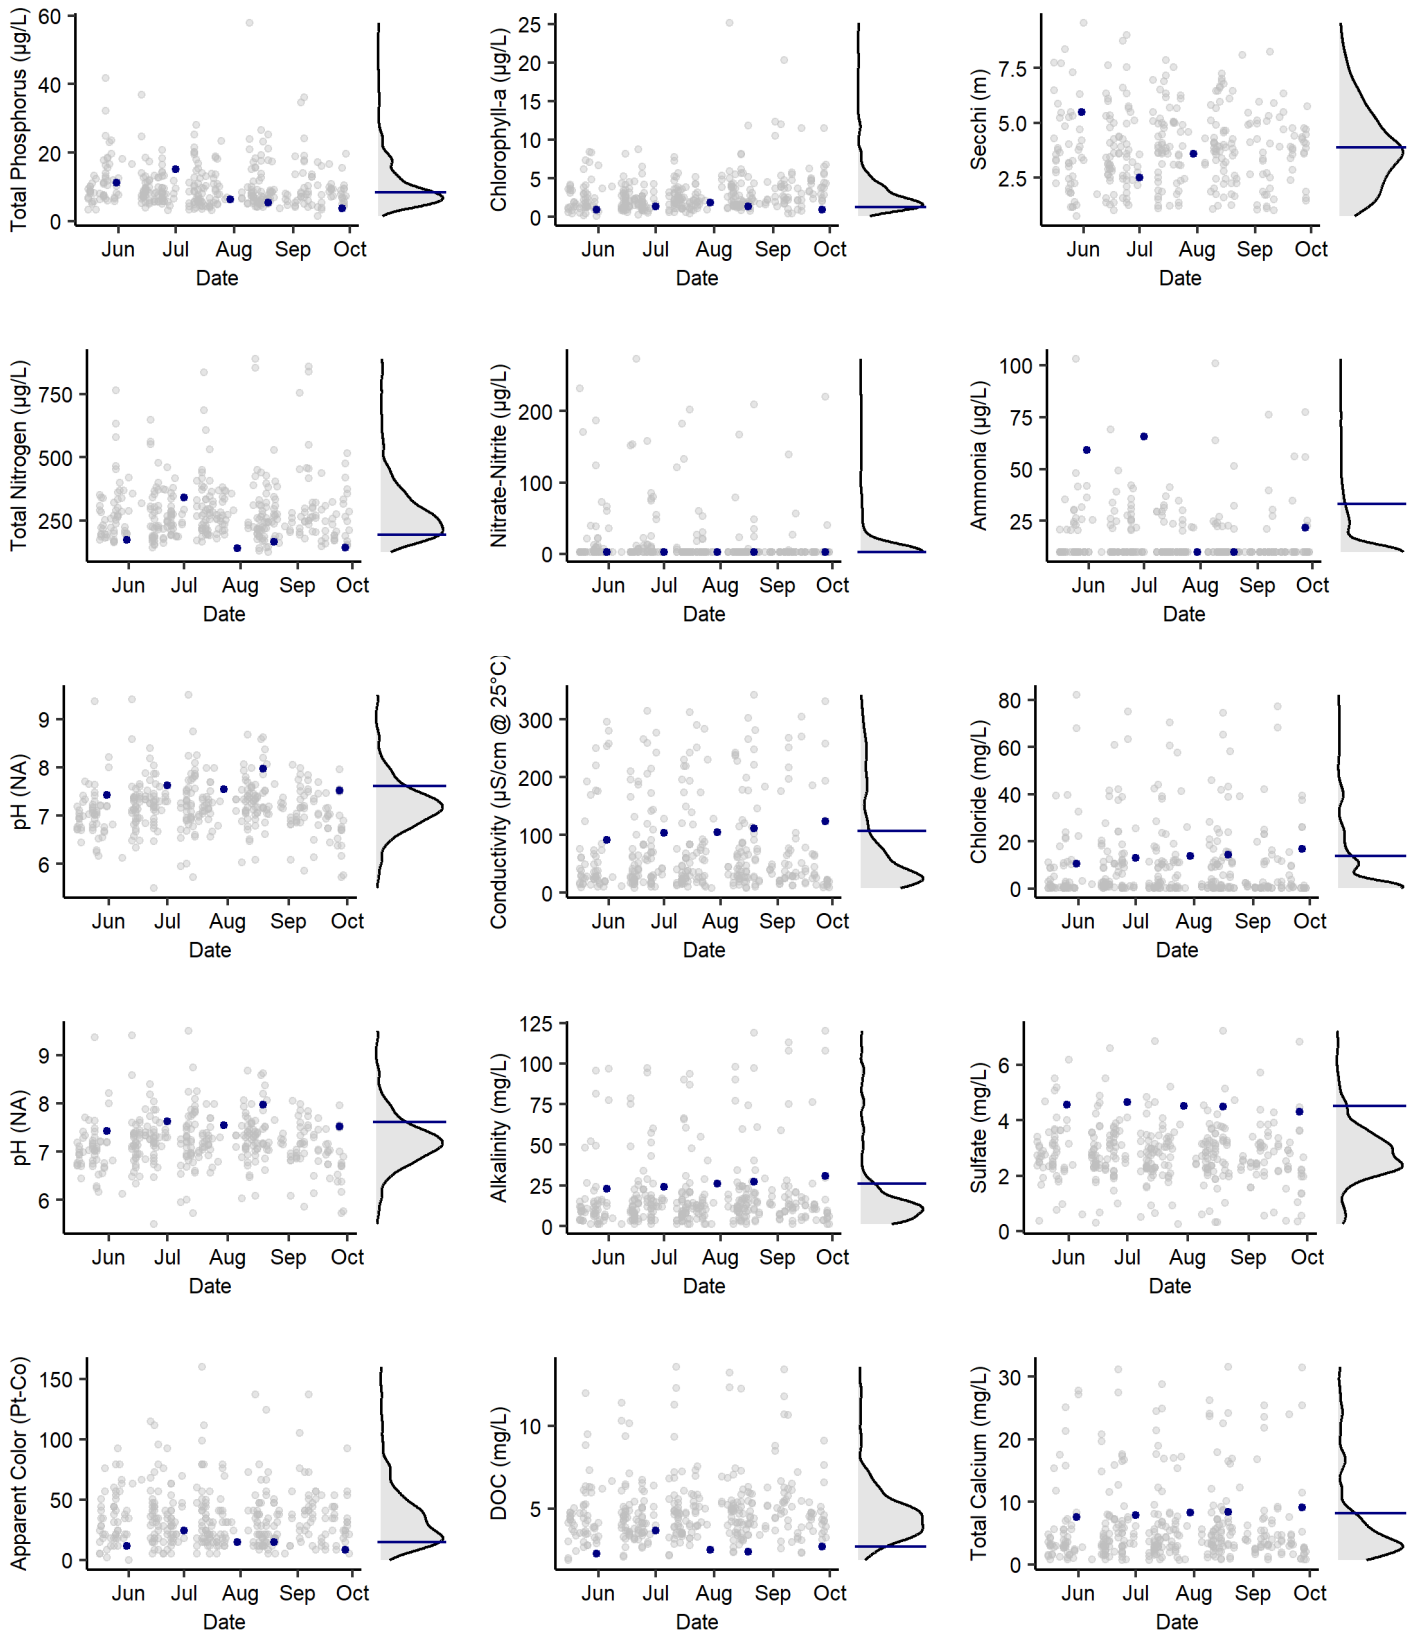 Total Phosphorus (µg/L)
60
40
20
0
Jun Jul Aug Sep Oct
Date
Chlorophyll-a (µg/L)
25
20
15
10
5
0
Jun Jul Aug Sep Oct
Date
Secchi (m)
7.5
5.0
2.5
Jun Jul Aug Sep Oct
Date
Total Nitrogen (µg/L)
750
500
250
Jun Jul Aug Sep Oct
Date
Nitrate-Nitrite (µg/L)
200
100
0
Jun Jul Aug Sep Oct
Date
Ammonia (µg/L)
100
75
50
25
Jun Jul Aug Sep Oct
Date
pH (NA)
9
8
7
6
Jun Jul Aug Sep Oct
Date
Conductivity (µS/cm @ 25°C)
300
200
100
0
Jun Jul Aug Sep Oct
Date
Chloride (mg/L)
80
60
40
20
0
Jun Jul Aug Sep Oct
Date
pH (NA)
9
8
7
6
Jun Jul Aug Sep Oct
Date
Alkalinity (mg/L)
125
100
75
50
25
0
Jun Jul Aug Sep Oct
Date
Sulfate (mg/L)
6
4
2
0
Jun Jul Aug Sep Oct
Date
Apparent Color (Pt-Co)
150
100
50
0
Jun Jul Aug Sep Oct
Date
DOC (mg/L)
10
5
Jun Jul Aug Sep Oct
Date
Total Calcium (mg/L)
30
20
10
0
Jun Jul Aug Sep Oct
Date